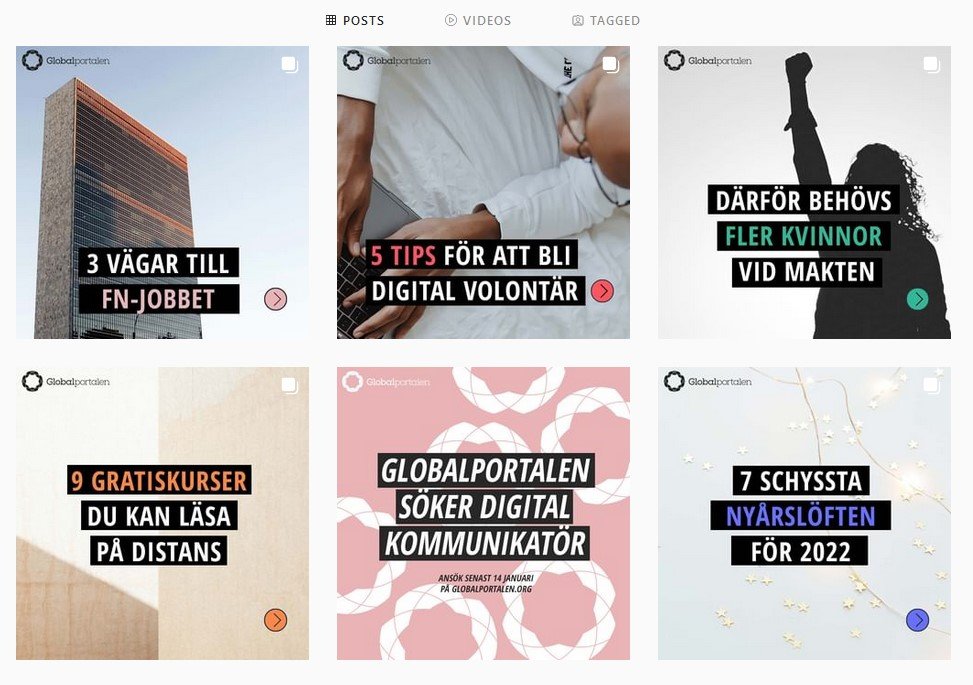 POSTS
VIDEOS
TAGGED
Globalportalen
3 VÄGAR TILL
FN-JOBBET
Globalportalen
5 TIPS FÖR ATT BLI
DIGITAL VOLONTÄR
Globalportalen
DÄRFÖR BEHÖVS
FLER KVINNOR
VID MAKTEN
Globalportalen
9 GRATISKURSER
DU KAN LÄSA
PÅ DISTANS
Globalportalen
GLOBALPORTALEN
SÖKER DIGITAL
KOMMUNIKATÖR
ANSÖK SENAST 14 JANUARI
PÅ GLOBALPORTALEN.ORG
Globalportalen
7 SCHYSSTA
NYÅRSLÖFTEN
FÖR 2022